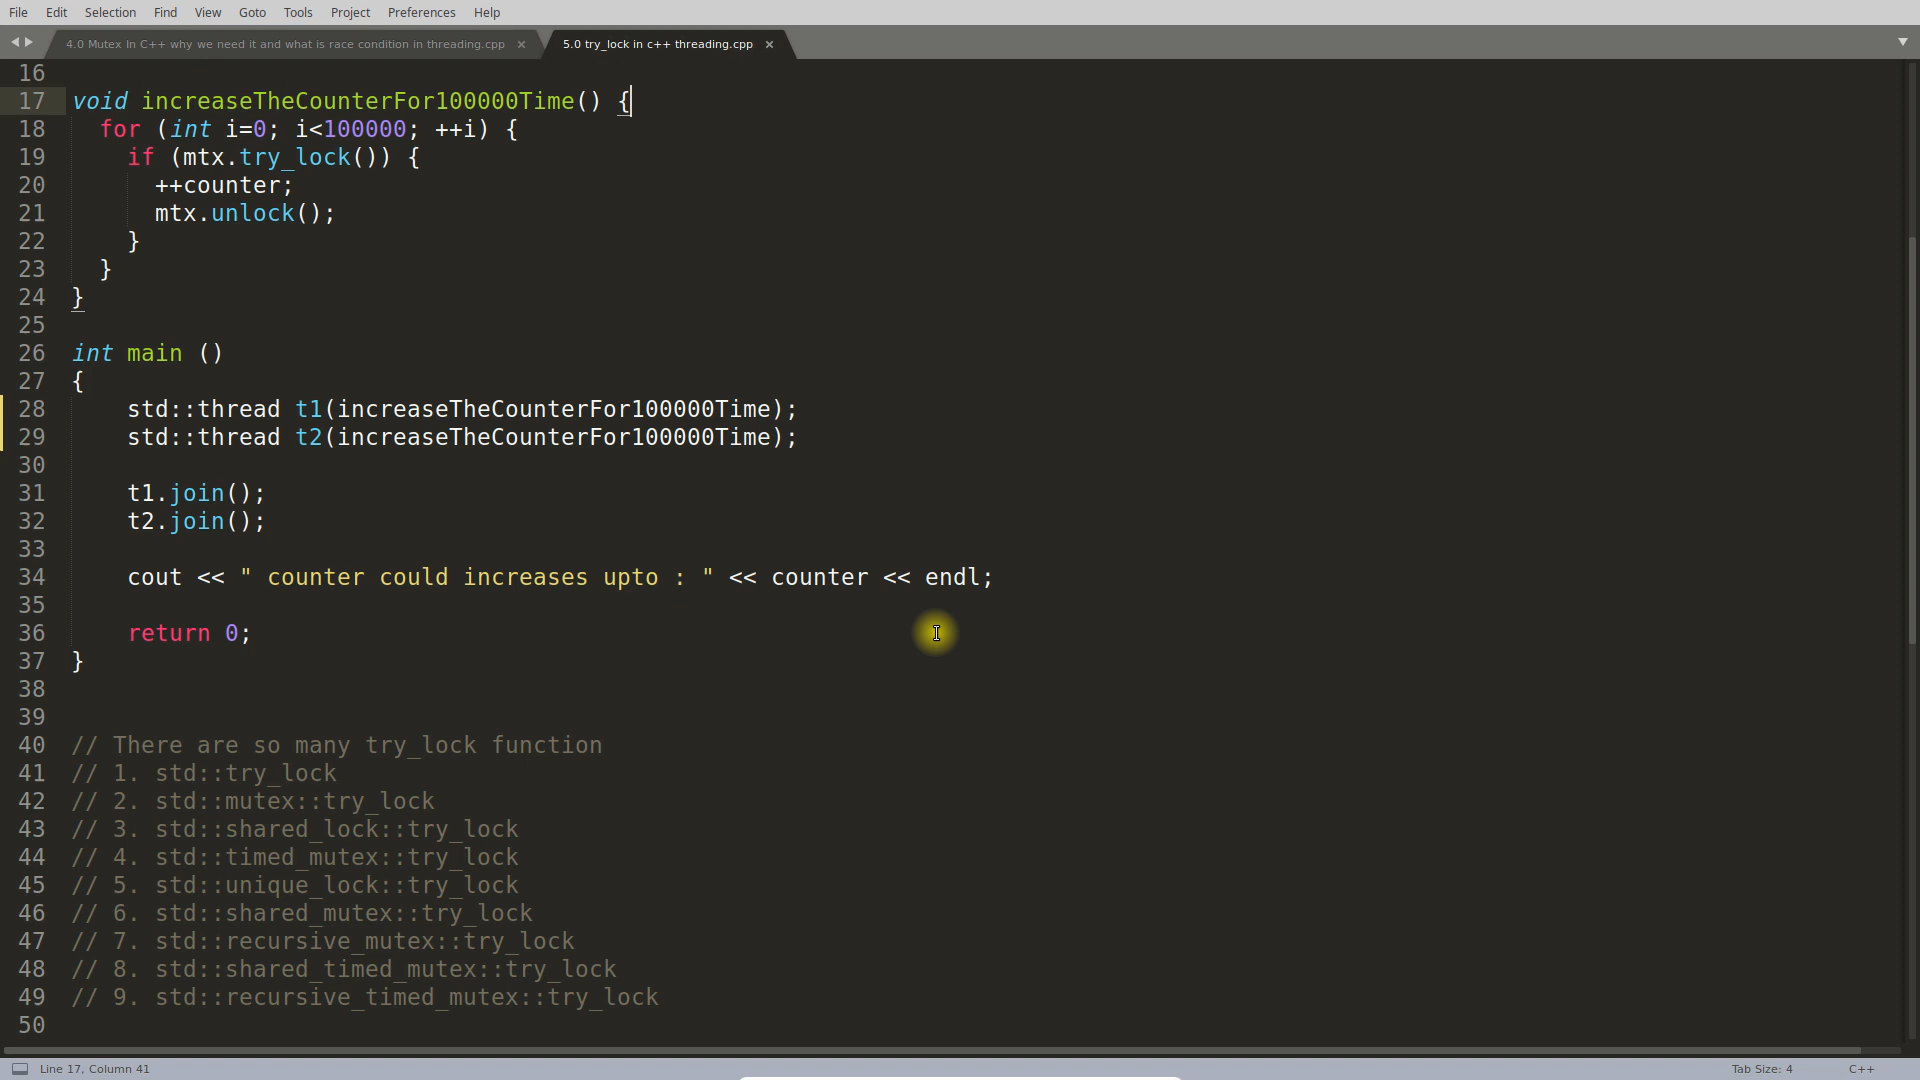 File Edit Selection Find View Goto Tools Project Preferences Help
4.0 Mutex In C++ why we need it and what is race condition in threading.cpp × 5.0 try_lock in c++ threading.cpp ×
16
17 void increaseTheCounterFor100000Time() {
18   for (int i=0; i<100000; ++i) {
19     if (mtx.try_lock()) {
20       ++counter;
21       mtx.unlock();
22     }
23   }
24 }
25
26 int main ()
27 {
28     std::thread t1(increaseTheCounterFor100000Time);
29     std::thread t2(increaseTheCounterFor100000Time);
30
31     t1.join();
32     t2.join();
33
34     cout << " counter could increases upto : " << counter << endl;
35
36     return 0;
37 }
38
39
40 // There are so many try_lock function
41 // 1. std::try_lock
42 // 2. std::mutex::try_lock
43 // 3. std::shared_lock::try_lock
44 // 4. std::timed_mutex::try_lock
45 // 5. std::unique_lock::try_lock
46 // 6. std::shared_mutex::try_lock
47 // 7. std::recursive_mutex::try_lock
48 // 8. std::shared_timed_mutex::try_lock
49 // 9. std::recursive_timed_mutex::try_lock
50
Line 17, Column 41 Tab Size: 4 C++